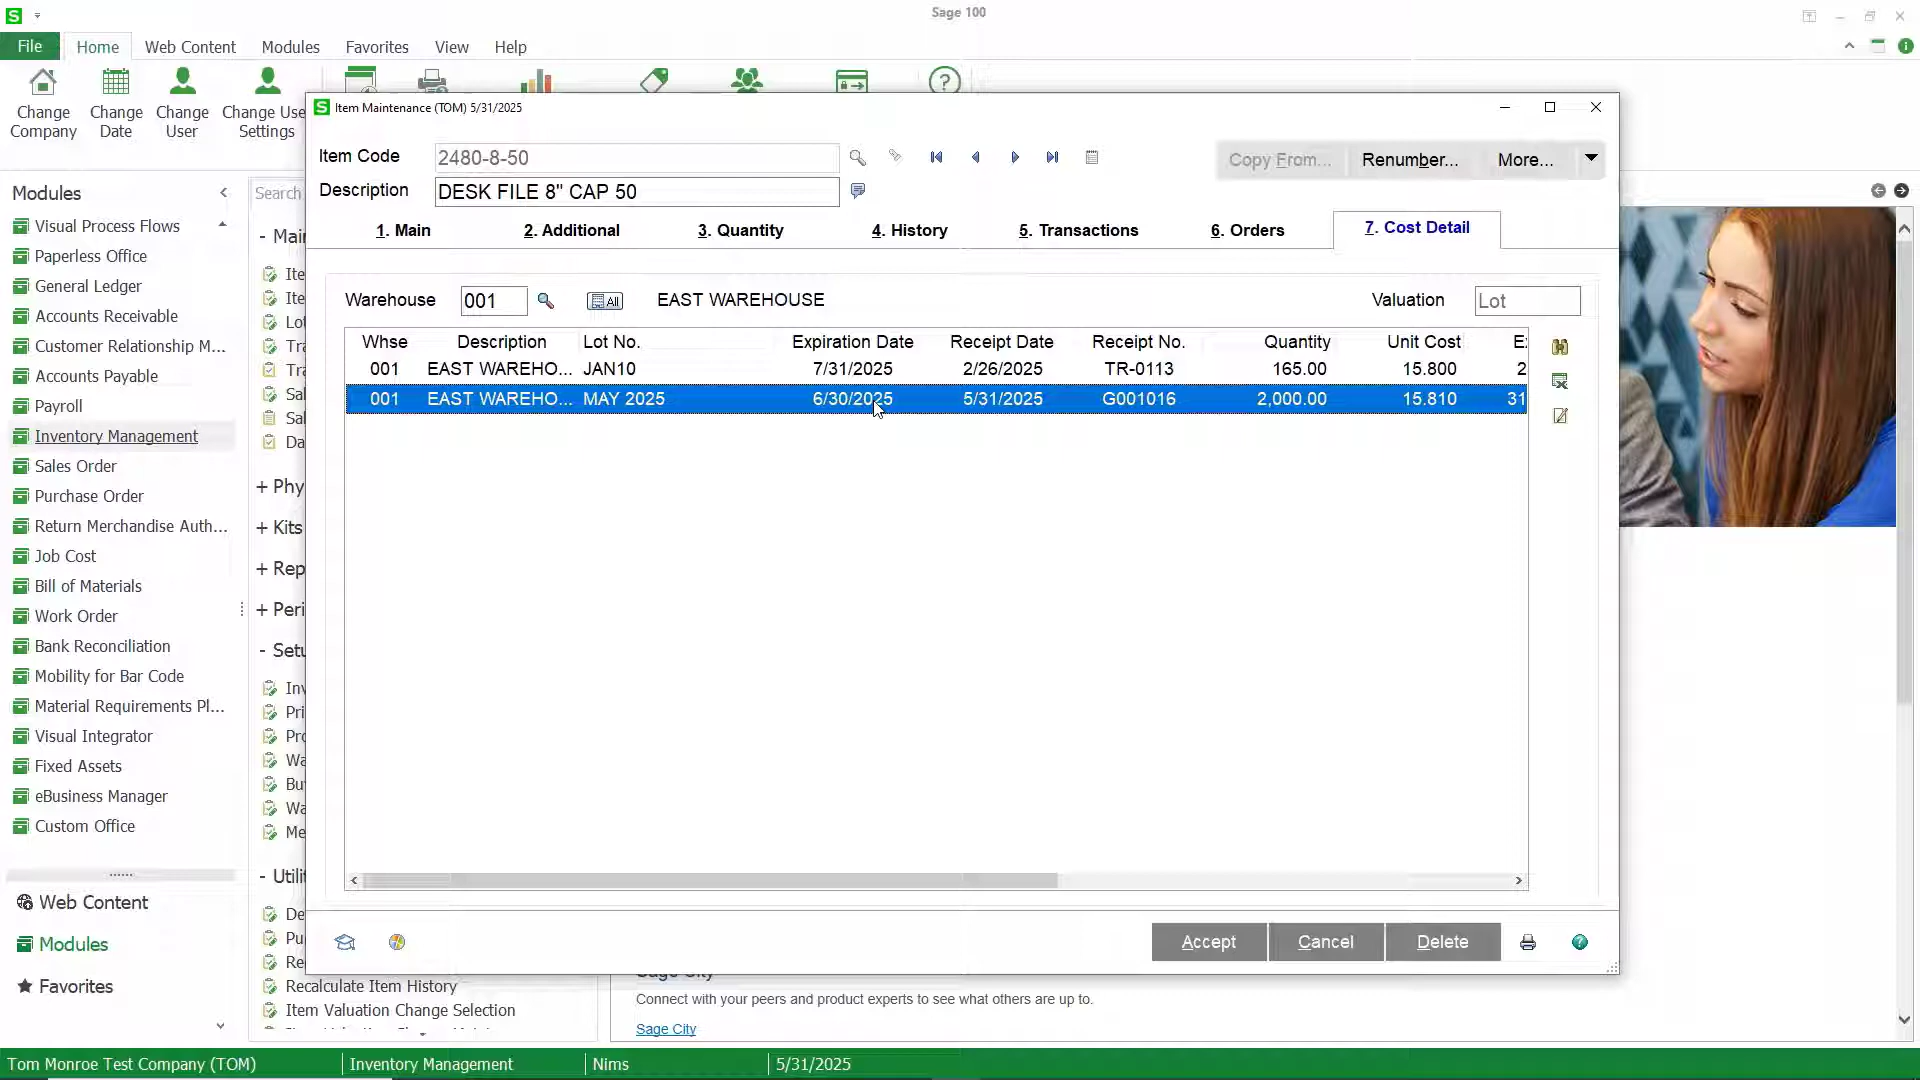 Sage 100
File Home Web Content Modules Favorites View Help
Change Company
Change Date
Change User
Change Settings
Item Maintenance (TOM) 5/31/2025
Item Code 2480-8-50
Copy From... Renumber... More...
Description DESK FILE 8" CAP 50
1. Main 2. Additional 3. Quantity 4. History 5. Transactions 6. Orders 7. Cost Detail
Warehouse 001 All EAST WAREHOUSE Valuation Lot
Whse Description Lot No. Expiration Date Receipt Date Receipt No. Quantity Unit Cost
001 EAST WAREHO... JAN10 7/31/2025 2/26/2025 TR-0113 165.00 15.800 2
001 EAST WAREHO... MAY 2025 6/30/2025 5/31/2025 G001016 2,000.00 15.810 31
Accept Cancel Delete
Modules
Visual Process Flows
Paperless Office
General Ledger
Accounts Receivable
Customer Relationship M...
Accounts Payable
Payroll
Inventory Management
Sales Order
Purchase Order
Return Merchandise Auth...
Job Cost
Bill of Materials
Work Order
Bank Reconciliation
Mobility for Bar Code
Material Requirements Pl...
Visual Integrator
Fixed Assets
eBusiness Manager
Custom Office
Web Content
Modules
Favorites
Search
Recalculate Item History
Item Valuation Change Selection
Connect with your peers and product experts to see what others are up to.
Sage City
Tom Monroe Test Company (TOM) Inventory Management Nims 5/31/2025